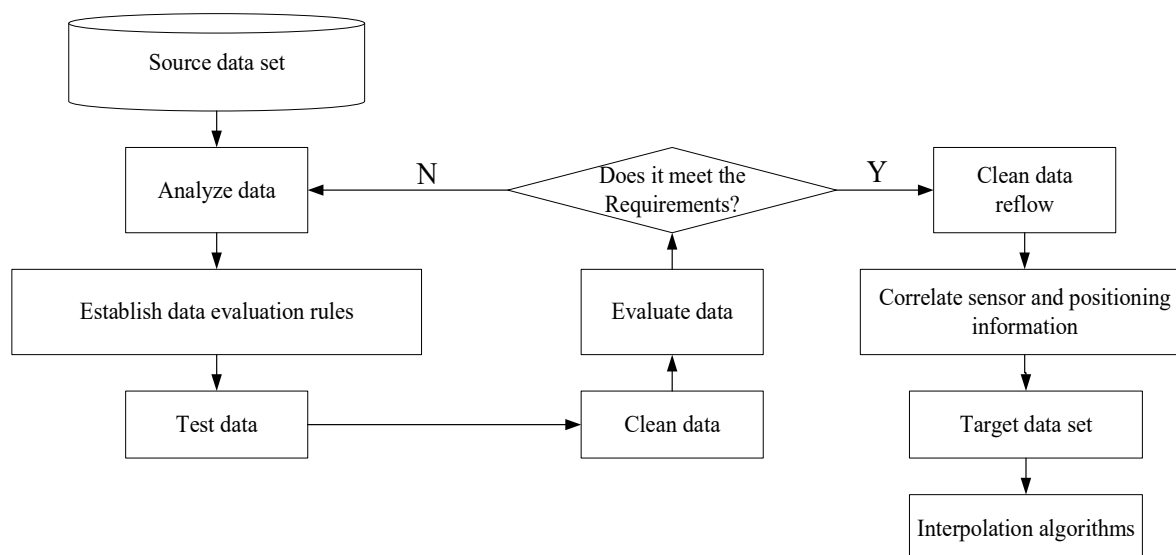 Source data set
Analyze data
N
Does it meet the
Requirements?
Y
Clean data
reflow
Establish data evaluation rules
Evaluate data
Correlate sensor and positioning
information
Test data
Clean data
Target data set
Interpolation algorithms